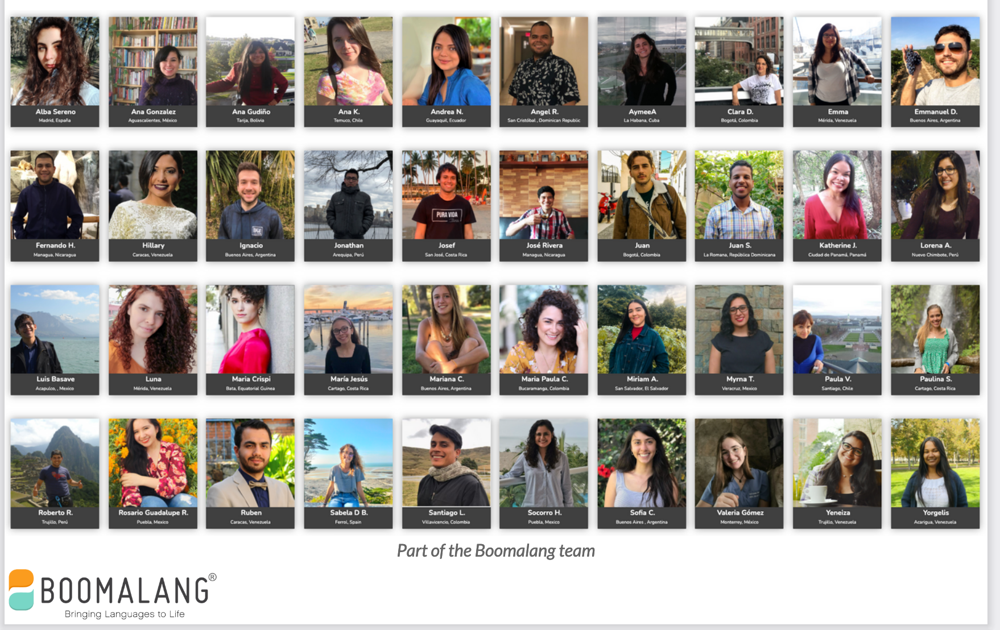 Alba Sereno
Madrid, España
Ana Gonzalez
Aguascalientes, México
Ana Gudiño
Tarija, Bolivia
Ana K.
Temuco, Chile
Andrea N.
Guayaquil, Ecuador
Angel R.
San Cristóbal , Dominican Republic
AymeeA
La Habana, Cuba
Clara D.
Bogotá, Colombia
Emma
Mérida, Venezuela
Emmanuel D.
Buenos Aires, Argentina
Fernando H.
Managua, Nicaragua
Hillary
Caracas, Venezuela
Ignacio
Buenos Aires, Argentina
Jonathan
Arequipa, Perú
PURA VIDA
Josef
San José, Costa Rica
José Rivera
Managua, Nicaragua
Juan
Bogotá, Colombia
Juan S.
La Romana, República Dominicana
Katherine J.
Ciudad de Panamá, Panamá
Lorena A.
Nuevo Chimbote, Perú
Luis Basave
Acapulco, , Mexico
Luna
Mérida, Venezuela
Maria Crispi
Bata, Equatorial Guinea
María Jesús
Cartago, Costa Rica
Mariana C.
Buenos Aires, Argentina
Maria Paula C.
Bucaramanga, Colombia
Miriam A.
San Salvador, El Salvador
Myrna T.
Veracruz, Mexico
Paula V.
Santiago, Chile
Paulina S.
Cartago, Costa Rica
Roberto R.
Trujillo, Perú
Rosario Guadalupe R.
Puebla, Mexico
Ruben
Caracas, Venezuela
Sabela D B.
Ferrol, Spain
Santiago L.
Villavicencio, Colombia
Socorro H.
Puebla, Mexico
Sofia C.
Buenos Aires , Argentina
Valeria Gómez
Monterrey, México
Yeneiza
Trujillo, Venezuela
Yorgelis
Acarigua, Venezuela
Part of the Boomalang team
BOOMALANG®
Bringing Languages to Life